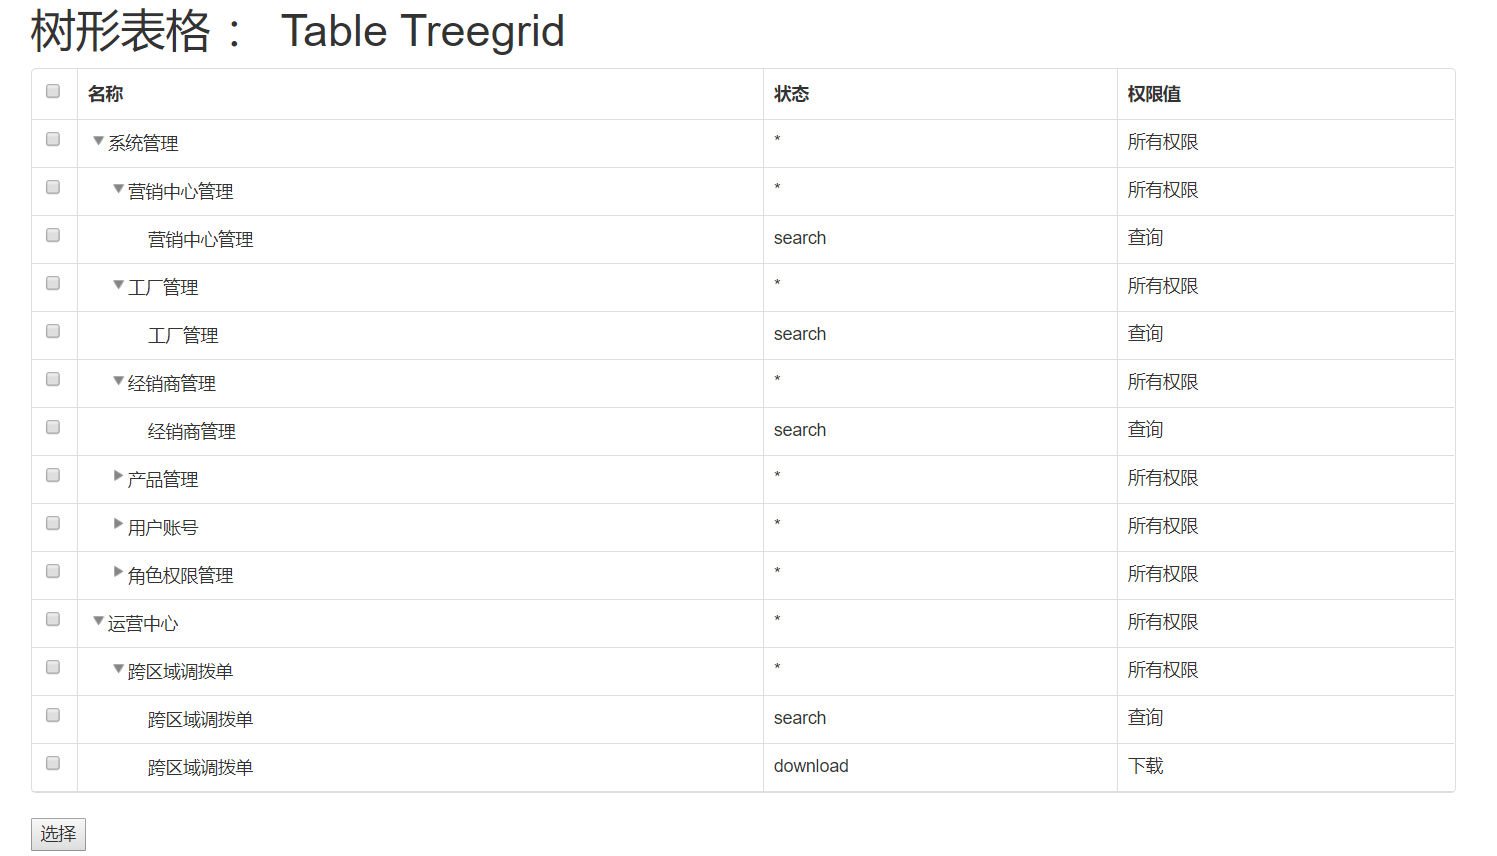 树形表格： Table Treegrid
名称 状态 权限值
系统管理 * 所有权限
营销中心管理 * 所有权限
营销中心管理 search 查询
工厂管理 * 所有权限
工厂管理 search 查询
经销商管理 * 所有权限
经销商管理 search 查询
产品管理 * 所有权限
用户账号 * 所有权限
角色权限管理 * 所有权限
运营中心 * 所有权限
跨区域调拨单 * 所有权限
跨区域调拨单 search 查询
跨区域调拨单 download 下载
选择